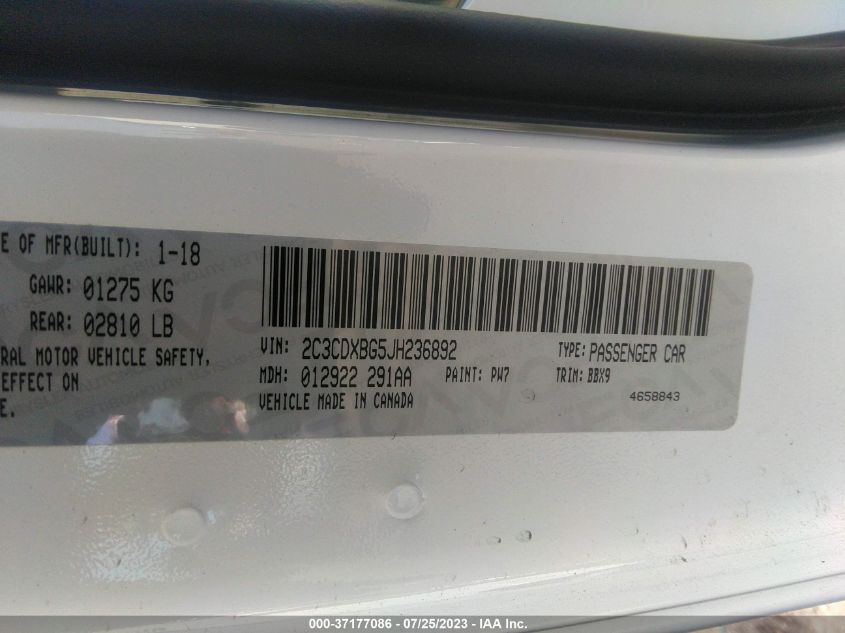 E OF MFR(BUILT): 1-18
GAWR: 01275 KG
REAR: 02810 LB
RAL MOTOR VEHICLE SAFETY,
EFFECT ON
E.
VIN: 2C3CDXBG5JH236892 TYPE: PASSENGER CAR
MDH: 012922 291AA PAINT: PW7 TRIM: BBX9
VEHICLE MADE IN CANADA 4658843
000-37177086 - 07/25/2023 - IAA Inc.